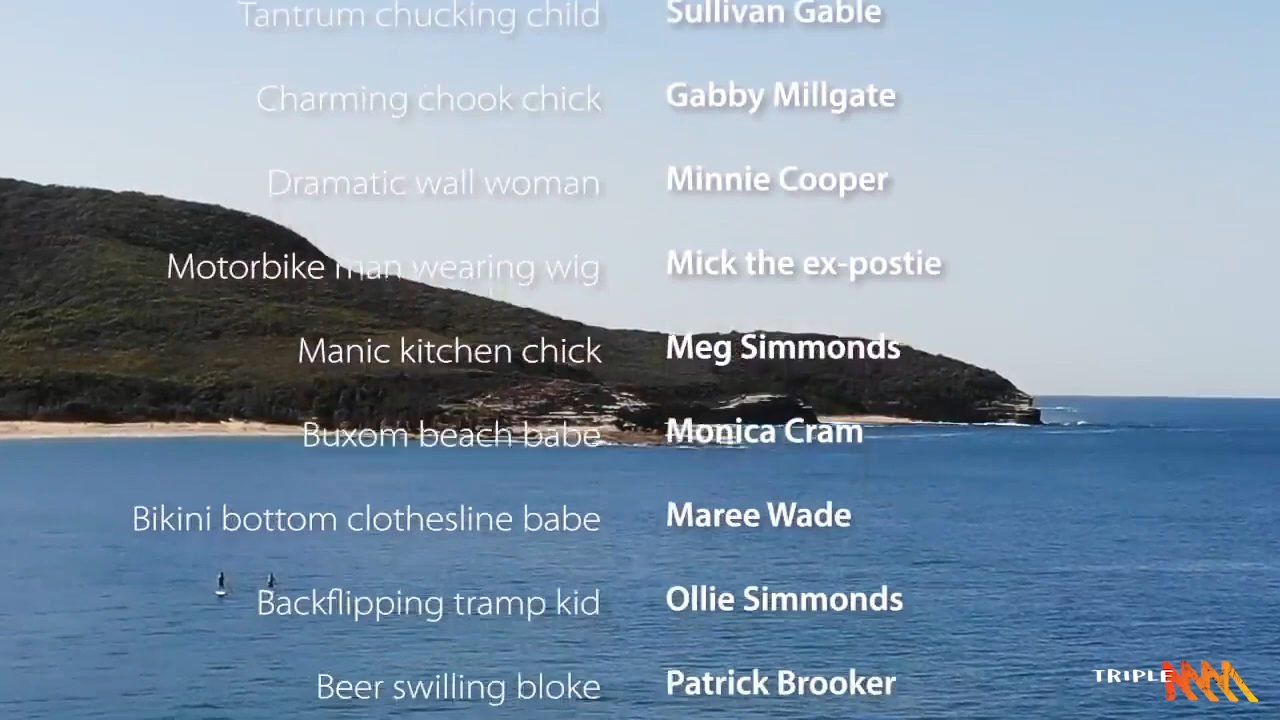 Tantrum chucking child Sullivan Gable
Charming chook chick Gabby Millgate
Dramatic wall woman Minnie Cooper
Motorbike man wearing wig Mick the ex-postie
Manic kitchen chick Meg Simmonds
Buxom beach babe Monica Cram
Bikini bottom clothesline babe Maree Wade
Backflipping tramp kid Ollie Simmonds
Beer swilling bloke Patrick Brooker
TRIPLE MMM